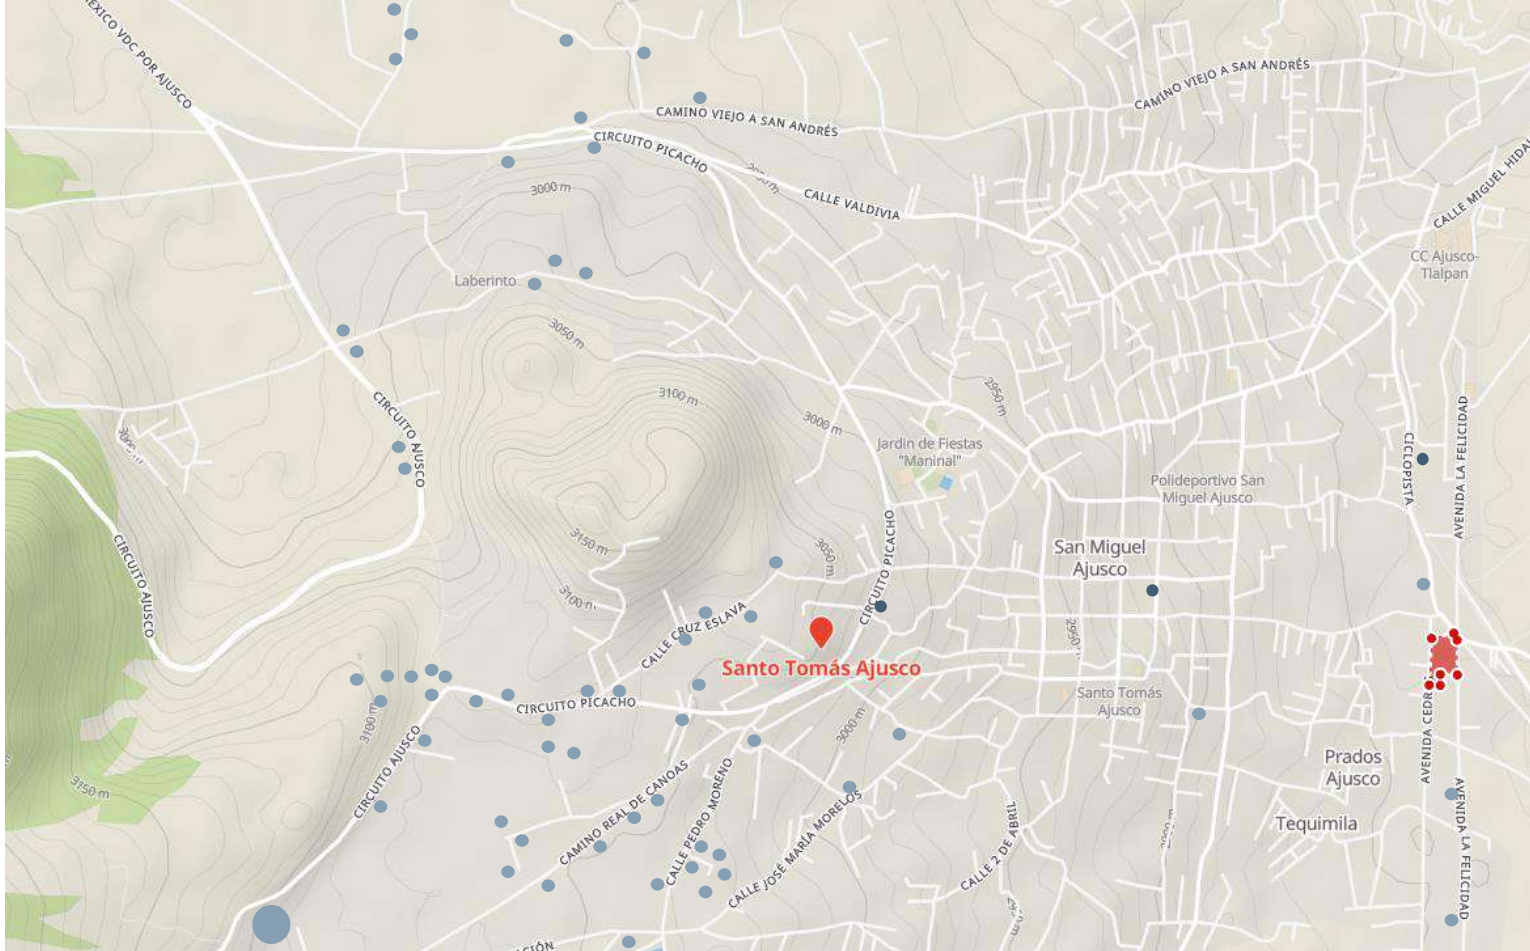 MÉXICO VDC POR AJUSCO
CAMINO VIEJO A SAN ANDRÉS
CAMINO VIEJO A SAN ANDRÉS
CIRCUITO PICACHO
CALLE MIGUEL
3000 m
CALLE VALDIVIA
CC Ajusco-
Tlalpan
Laberinto
3050 m
3100 m
2950 m
CIRCUITO AJUSCO
3000 m
Jardin de Fiestas
"Maninal"
CICLOPISTA
AVENIDA LA FELICIDAD
Polideportivo San
Miguel Ajusco
CIRCUITO AJUSCO
3150 m
3050 m
CIRCUITO PICACHO
San Miguel
Ajusco
3100 m
CALLE CRUZ ESLAVA
2950 m
Santo Tomás Ajusco
CIRCUITO PICACHO
Santo Tomás
Ajusco
3100 m
3000 m
CIRCUITO AJUSCO
AVENIDA
Prados
Ajusco
3150 m
CAMINO REAL DE CANOAS
CALLE PEDRO MORENO
CALLE JOSÉ MARÍA MORELOS
CALLE 2 DE ABRIL
Tequimila
AVENIDA LA FELICIDAD